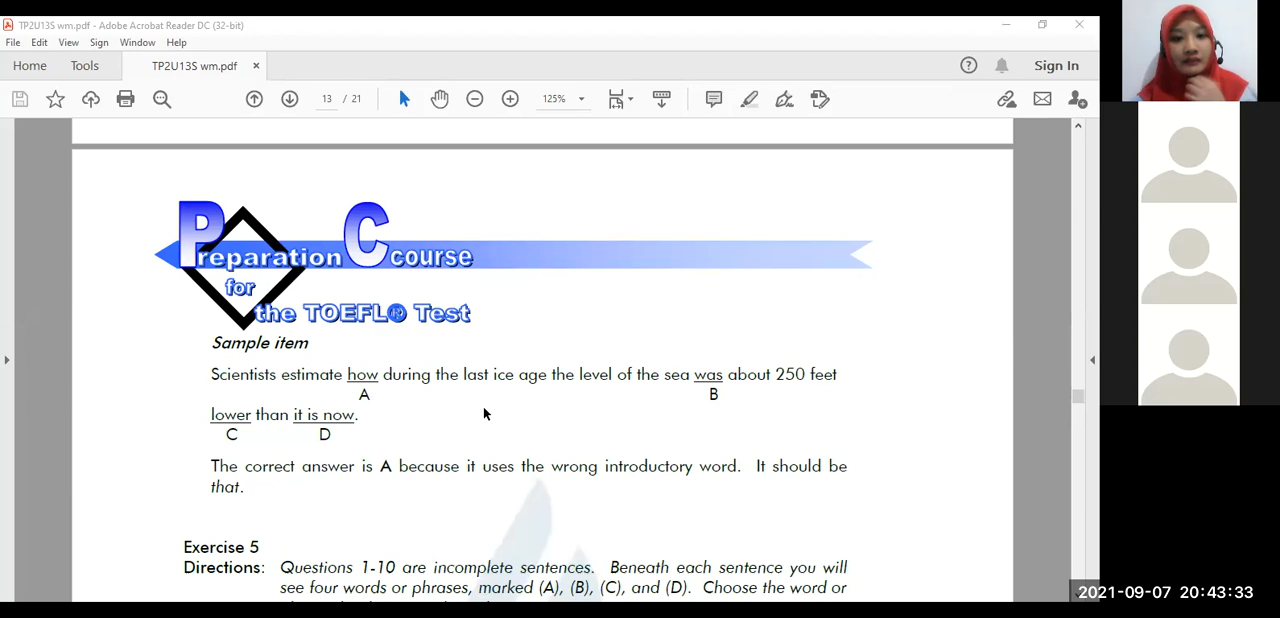 TP2U13S wm.pdf - Adobe Acrobat Reader DC (32-bit)
File Edit View Sign Window Help
Home Tools TP2U13S wm.pdf × Sign In
13 / 21 125%
Preparation Course
for
the TOEFL® Test
Sample item
Scientists estimate how during the last ice age the level of the sea was about 250 feet
A B
lower than it is now.
C D
The correct answer is A because it uses the wrong introductory word. It should be
that.
Exercise 5
Directions: Questions 1-10 are incomplete sentences. Beneath each sentence you will
see four words or phrases, marked (A), (B), (C), and (D). Choose the word or
2021-09-07 20:43:33